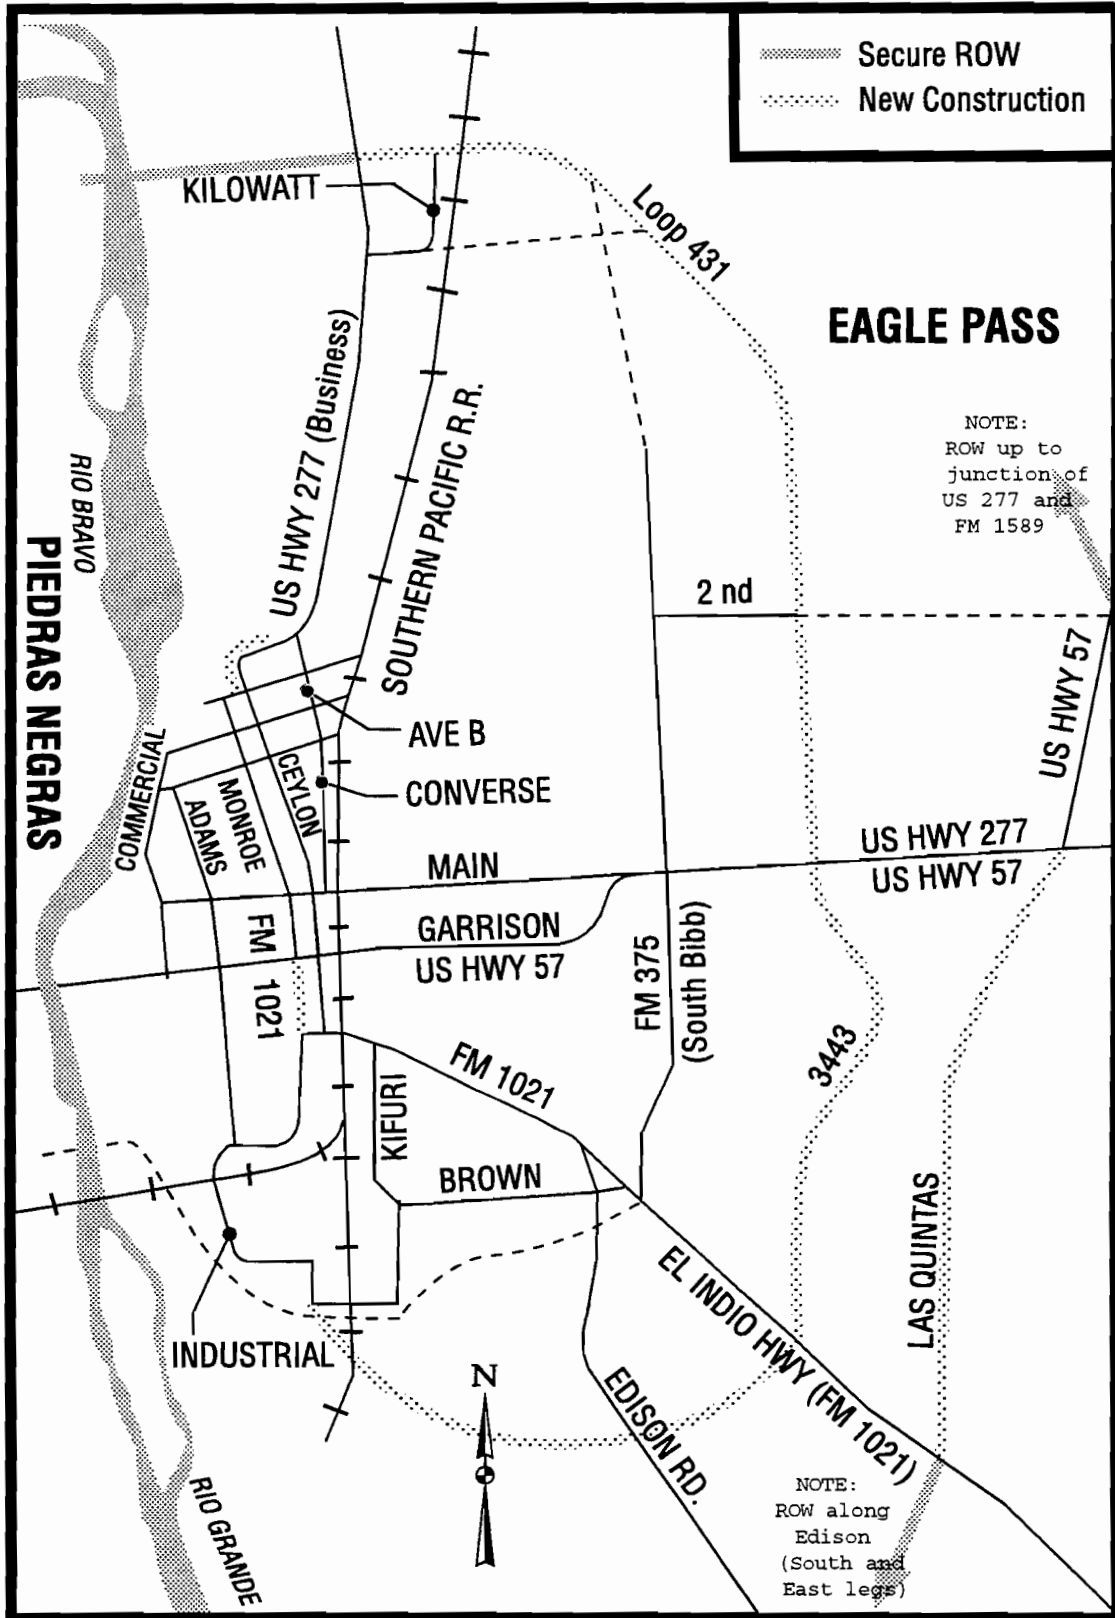 Secure ROW
New Construction
KILOWATT
Loop 431
EAGLE PASS
US HWY 277 (Business)
SOUTHERN PACIFIC R.R.
NOTE:
ROW up to
junction of
US 277 and
FM 1589
RIO BRAVO
PIEDRAS NEGRAS
2 nd
US HWY 57
AVE B
CONVERSE
COMMERCIAL
CEYLON
MONROE
ADAMS
MAIN
US HWY 277
US HWY 57
GARRISON
US HWY 57
FM 1021
FM 375
(South Bibb)
3443
FM 1021
KIFURI
BROWN
LAS QUINTAS
EL INDIO HWY (FM 1021)
INDUSTRIAL
N
EDISON RD.
RIO GRANDE
NOTE:
ROW along
Edison
(South and
East legs)